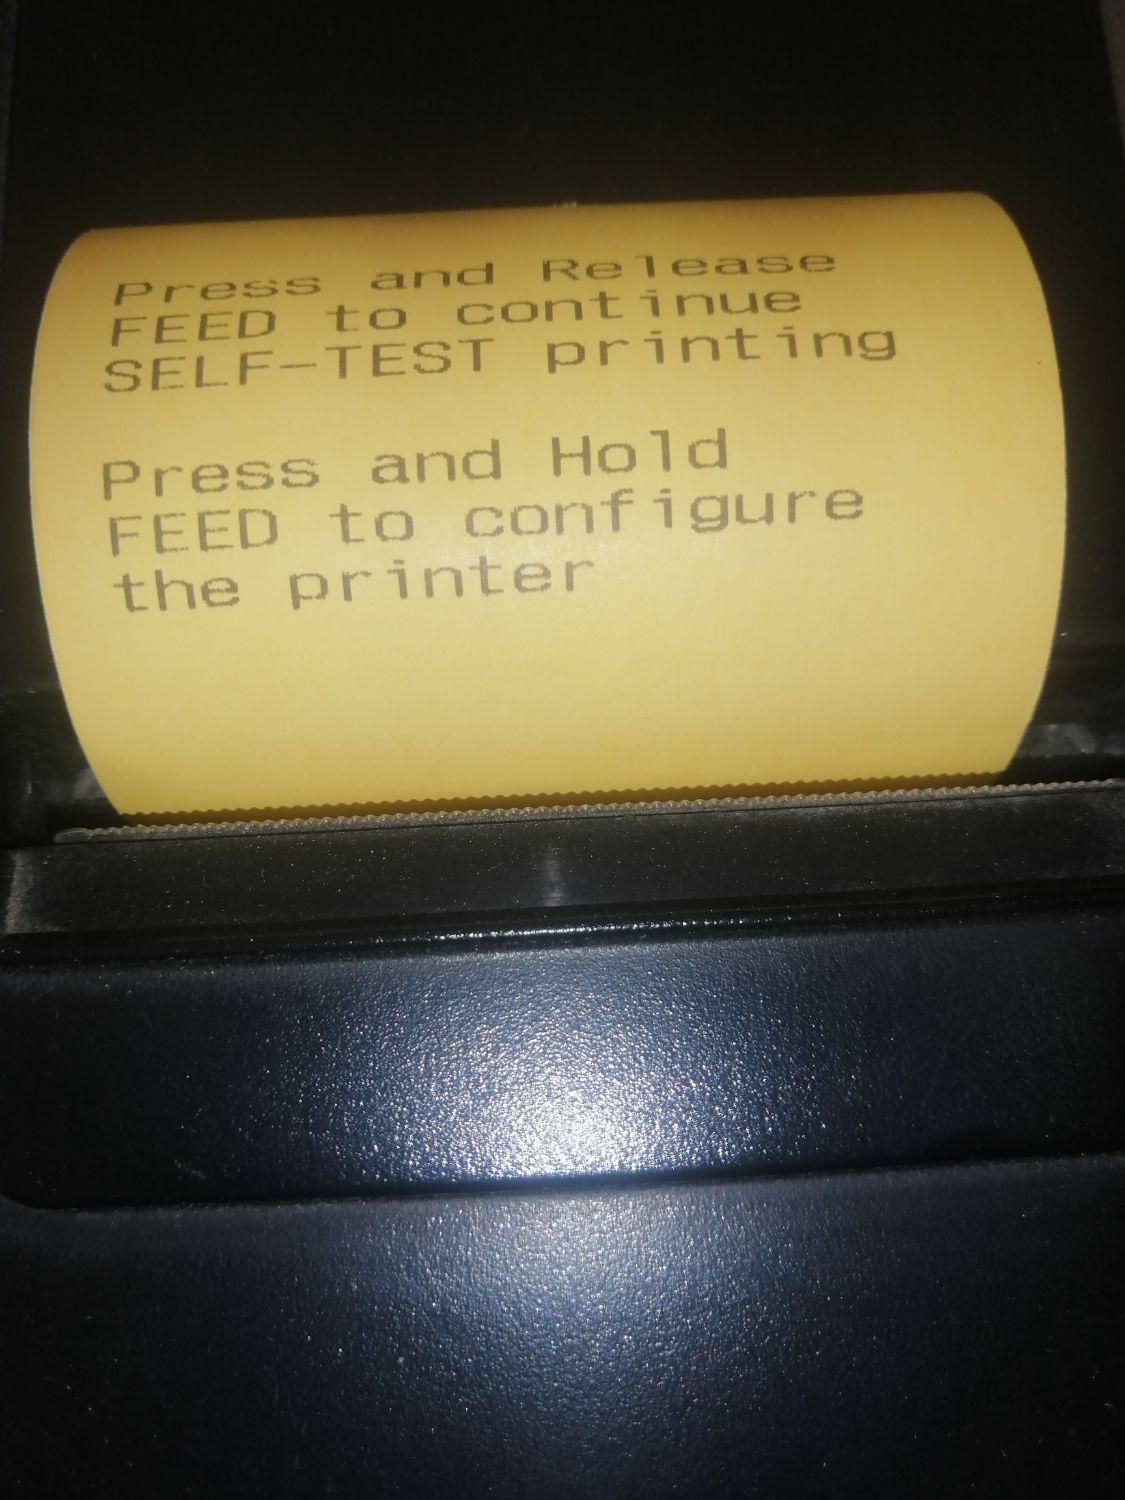 Press and Release
FEED to continue
SELF-TEST printing
Press and Hold
FEED to configure
the printer